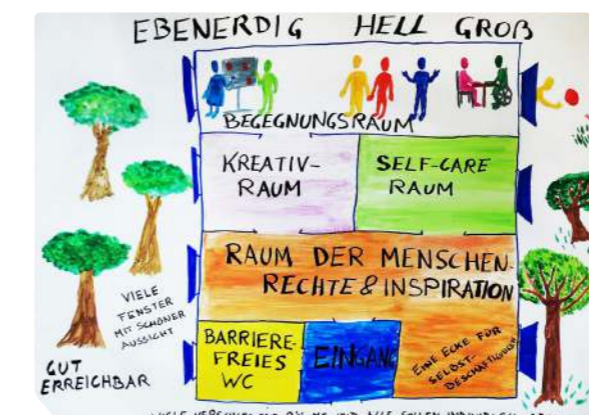 EBENERDIG HELL GROß
BEGEGNUNGSRAUM
KREATIV-
RAUM
SELF-CARE
RAUM
RAUM DER MENSCHEN-
RECHTE & INSPIRATION
VIELE
FENSTER
MIT SCHÖNER
AUSSICHT
GUT
ERREICHBAR
BARRIERE-
FREIES
WC
EINGANG
EINE ECKE FÜR
SELBST-
BESCHÄFTIGUNG